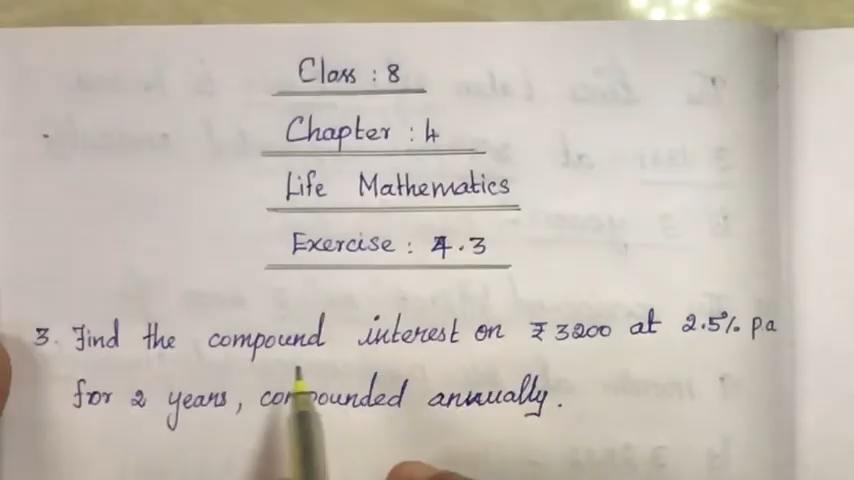 Class : 8
Chapter : 4
Life Mathematics
Exercise : 4.3
3. Find the compound interest on ₹3200 at 2.5% p.a
for 2 years, compounded annually.